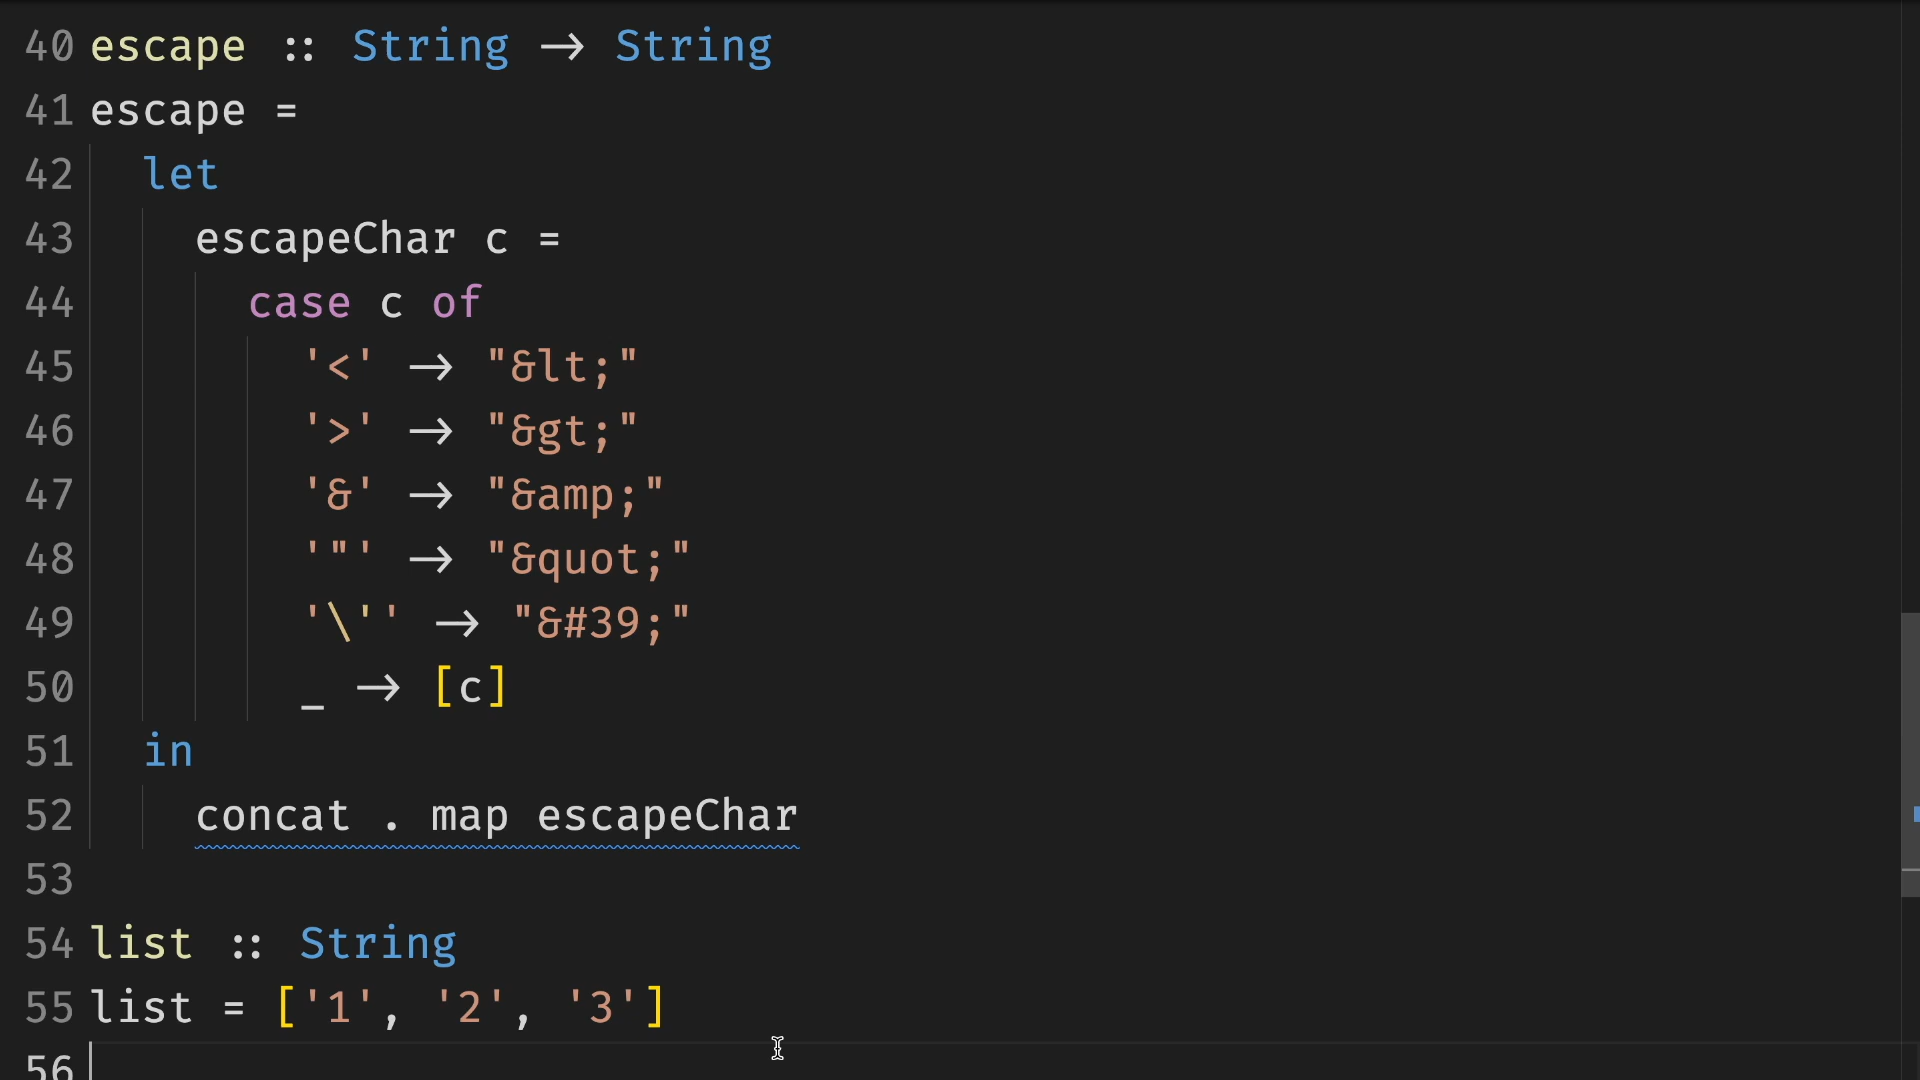 40 escape :: String -> String
41 escape =
42   let
43     escapeChar c =
44       case c of
45         '<' -> "&lt;"
46         '>' -> "&gt;"
47         '&' -> "&amp;"
48         '"' -> "&quot;"
49         '\'' -> "&#39;"
50         _ -> [c]
51   in
52     concat . map escapeChar
53
54 list :: String
55 list = ['1', '2', '3']
56